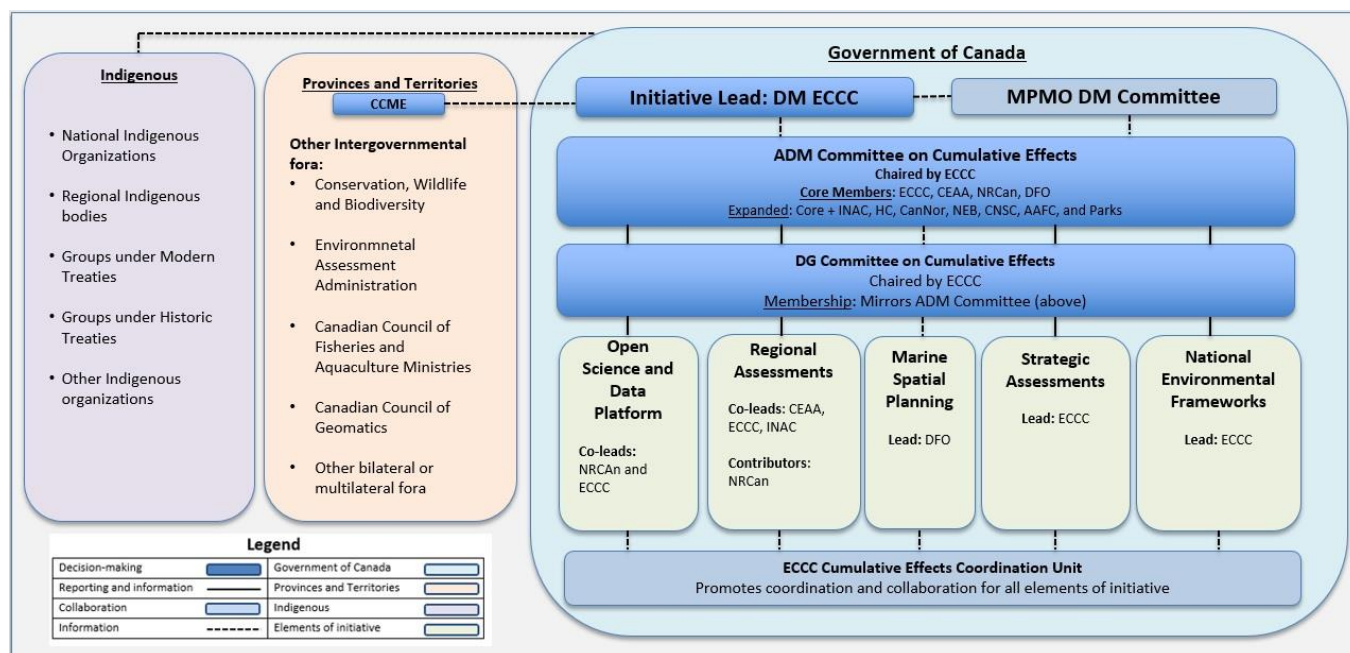 Indigenous
• National Indigenous
Organizations
• Regional Indigenous
bodies
• Groups under Modern
Treaties
• Groups under Historic
Treaties
• Other Indigenous
organizations
Provinces and Territories
CCME
Other Intergovernmental
fora:
• Conservation, Wildlife
and Biodiversity
• Environmnetal
Assessment
Administration
• Canadian Council of
Fisheries and
Aquaculture Ministries
• Canadian Council of
Geomatics
• Other bilateral or
multilateral fora
Government of Canada
Initiative Lead: DM ECCC
MPMO DM Committee
ADM Committee on Cumulative Effects
Chaired by ECCC
Core Members: ECCC, CEAA, NRCan, DFO
Expanded: Core + INAC, HC, CanNor, NEB, CNSC, AAFC, and Parks
DG Committee on Cumulative Effects
Chaired by ECCC
Membership: Mirrors ADM Committee (above)
Open
Science and
Data
Platform
Co-leads:
NRCAn and
ECCC
Regional
Assessments
Co-leads: CEAA,
ECCC, INAC
Contributors:
NRCan
Marine
Spatial
Planning
Lead: DFO
Strategic
Assessments
Lead: ECCC
National
Environmental
Frameworks
Lead: ECCC
ECCC Cumulative Effects Coordination Unit
Promotes coordination and collaboration for all elements of initiative
Legend
Decision-making
Government of Canada
Reporting and information
Provinces and Territories
Collaboration
Indigenous
Information
Elements of initiative